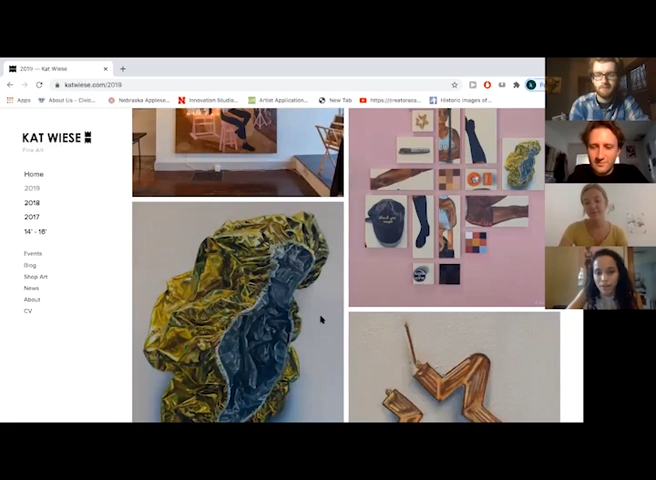 2019 — Kat Wiese
katwiese.com/2019
Apps
About Us – Civic...
Nebraska Applese...
Innovation Studio...
Artist Application...
New Tab
https://creatorsco...
Historic images of...
KAT WIESE
Fine Art
Home
2019
2018
2017
14' - 16'
Events
Blog
Shop Art
News
About
CV